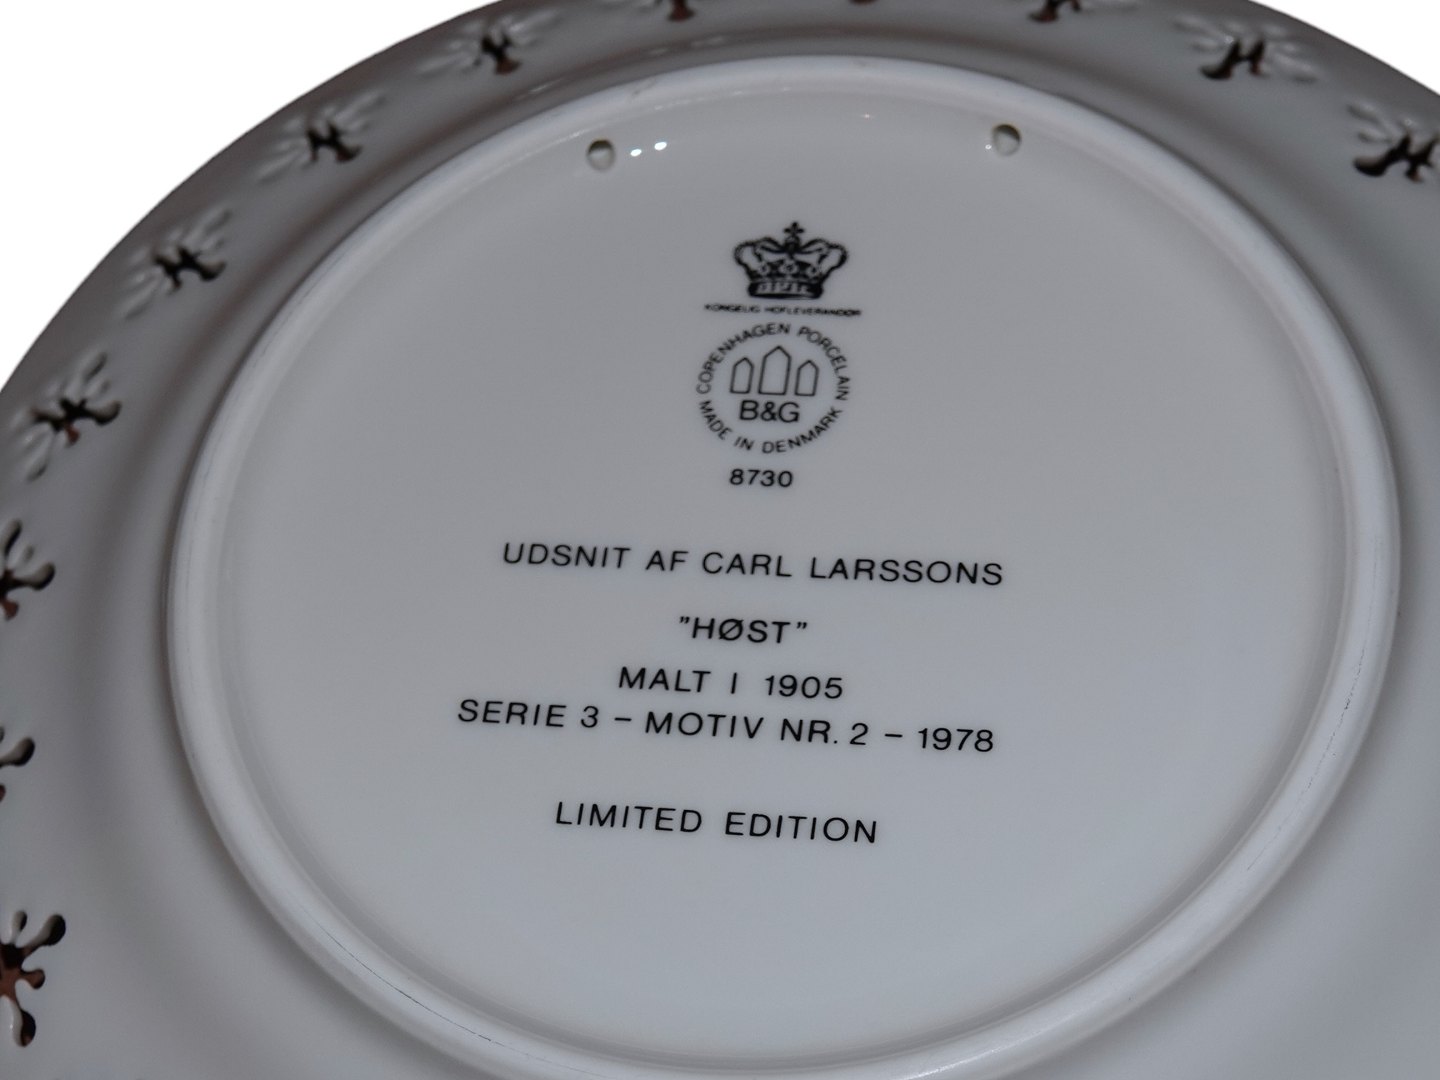 KONGELIG HOFLEVERANDØR
COPENHAGEN PORCELAIN
B&G
MADE IN DENMARK
8730
UDSNIT AF CARL LARSSONS
"HØST"
MALT I 1905
SERIE 3 – MOTIV NR. 2 – 1978
LIMITED EDITION